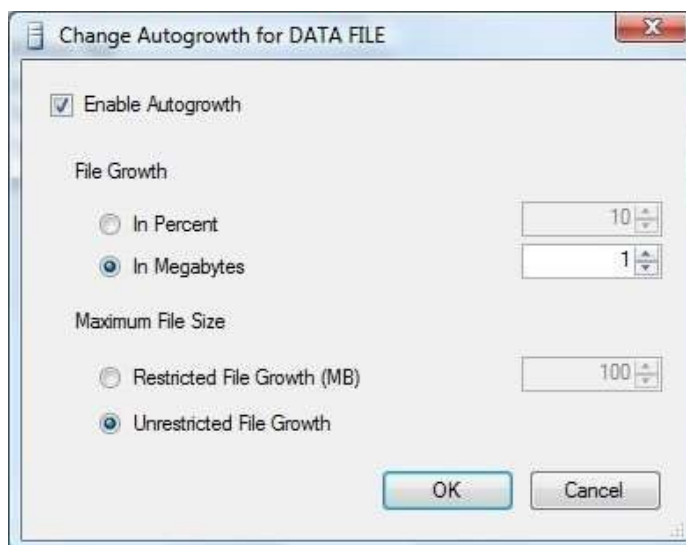 Change Autogrowth for DATA FILE
Enable Autogrowth
File Growth
In Percent 10
In Megabytes 1
Maximum File Size
Restricted File Growth (MB) 100
Unrestricted File Growth
OK Cancel